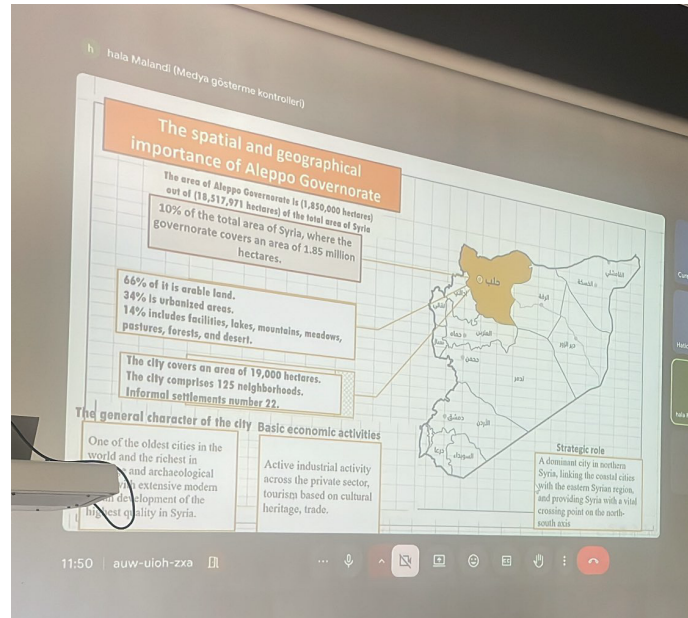 h hala Malandi (Medya gösterme kontrolleri)
The spatial and geographical
importance of Aleppo Governorate
The area of Aleppo Governorate is (1,850,000 hectares)
out of (18,517,971 hectares) of the total area of Syria
10% of the total area of Syria, where the
governorate covers an area of 1.85 million
hectares.
66% of it is arable land.
34% is urbanized areas.
14% includes facilities, lakes, mountains, meadows,
pastures, forests, and desert.
The city covers an area of 19,000 hectares.
The city comprises 125 neighborhoods.
Informal settlements number 22.
حلب
القامشلي
الحسكة
الرقة
حماه
دير الزور
حمص
تدمر
دمشق
الأردن
درعا
السويداء
The general character of the city
One of the oldest cities in the
world and the richest in
and archaeological
with extensive modern
development of the
highest quality in Syria.
Basic economic activities
Active industrial activity
across the private sector,
tourism based on cultural
heritage, trade.
Strategic role
A dominant city in northern
Syria, linking the coastal cities
with the eastern Syrian region,
and providing Syria with a vital
crossing point on the north-
south axis
hala
11:50 | auw-uioh-zxa